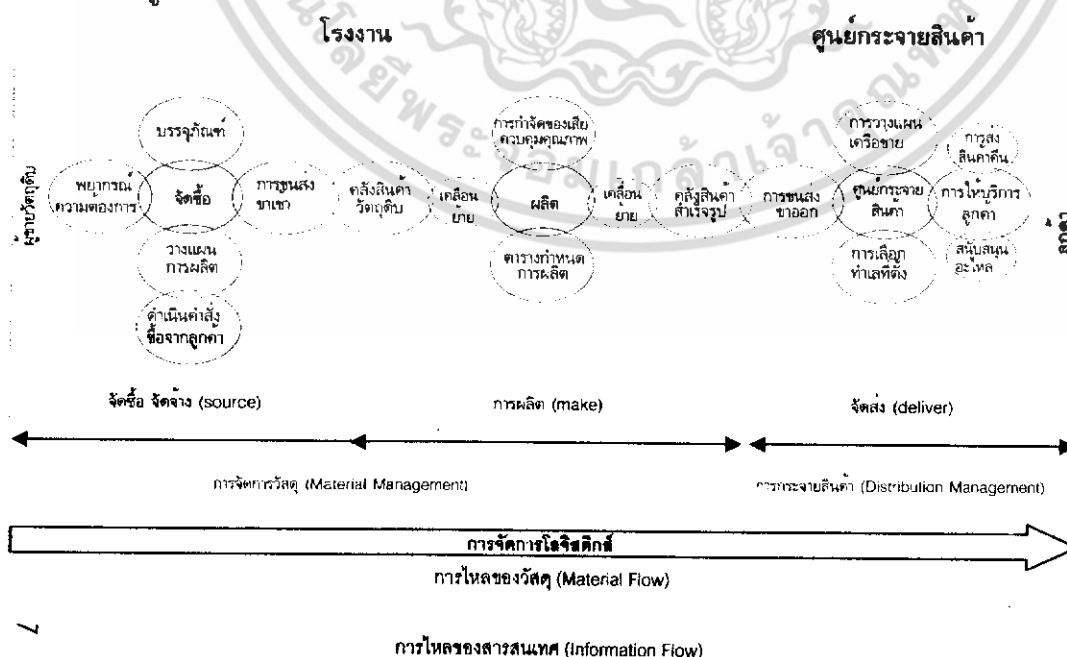 โรงงาน
ศูนย์กระจายสินค้า
พระจอมเกล้าเจ้าคุณ
ผู้ขายวัตถุดิบ
บรรจุภัณฑ์
พยากรณ์
ความต้องการ
จัดซื้อ
การขนส่ง
ขาเข้า
วางแผน
การผลิต
ดำเนินคำสั่ง
ซื้อจากลูกค้า
คลังสินค้า
วัตถุดิบ
เคลื่อน
ย้าย
การกำจัดของเสีย
ควบคุมคุณภาพ
ผลิต
ตารางกำหนด
การผลิต
เคลื่อน
ย้าย
คลังสินค้า
สำเร็จรูป
การขนส่ง
ขาออก
การวางแผน
เครือข่าย
ศูนย์กระจาย
สินค้า
การเลือก
ทำเลที่ตั้ง
การส่ง
สินค้าคืน
การให้บริการ
ลูกค้า
สนับสนุน
อะไหล่
ลูกค้า
จัดซื้อ จัดจ้าง (source)
การผลิต (make)
จัดส่ง (deliver)
การจัดการวัสดุ (Material Management)
การกระจายสินค้า (Distribution Management)
การจัดการโลจิสติกส์
การไหลของวัสดุ (Material Flow)
การไหลของสารสนเทศ (Information Flow)